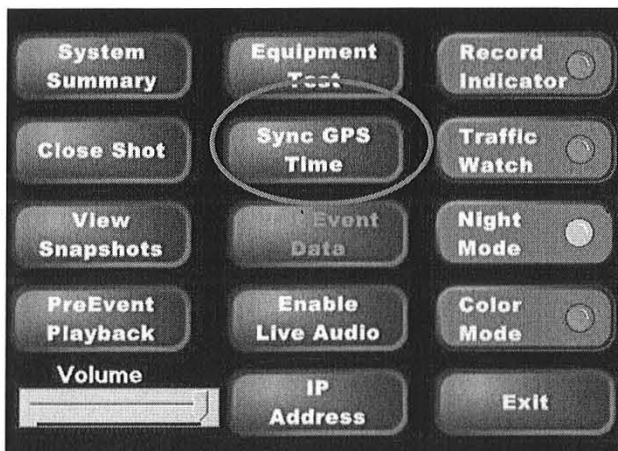 System
Summary
Equipment
Test
Record
Indicator
Close Shot
Sync GPS
Time
Traffic
Watch
View
Snapshots
Event
Data
Night
Mode
PreEvent
Playback
Enable
Live Audio
Color
Mode
Volume
IP
Address
Exit